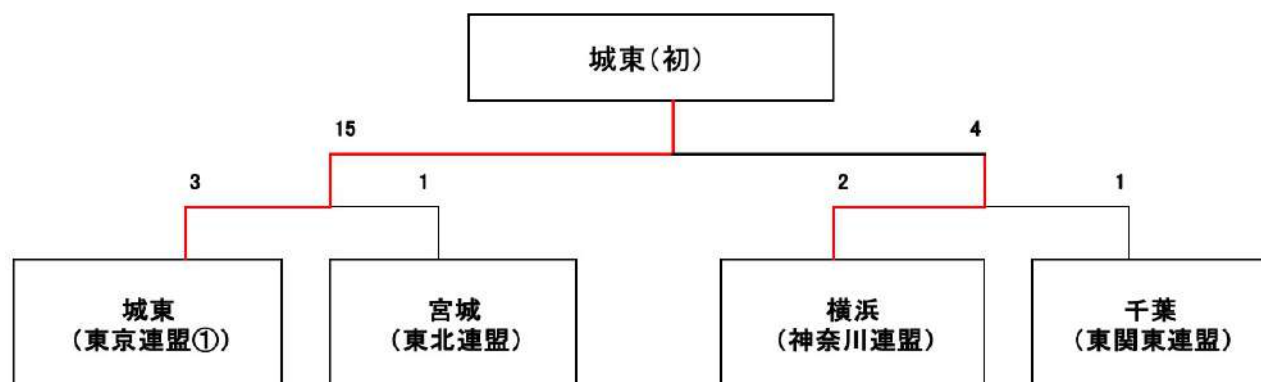 城東(初)
15
4
3
1
2
1
城東
(東京連盟①)
宮城
(東北連盟)
横浜
(神奈川連盟)
千葉
(東関東連盟)